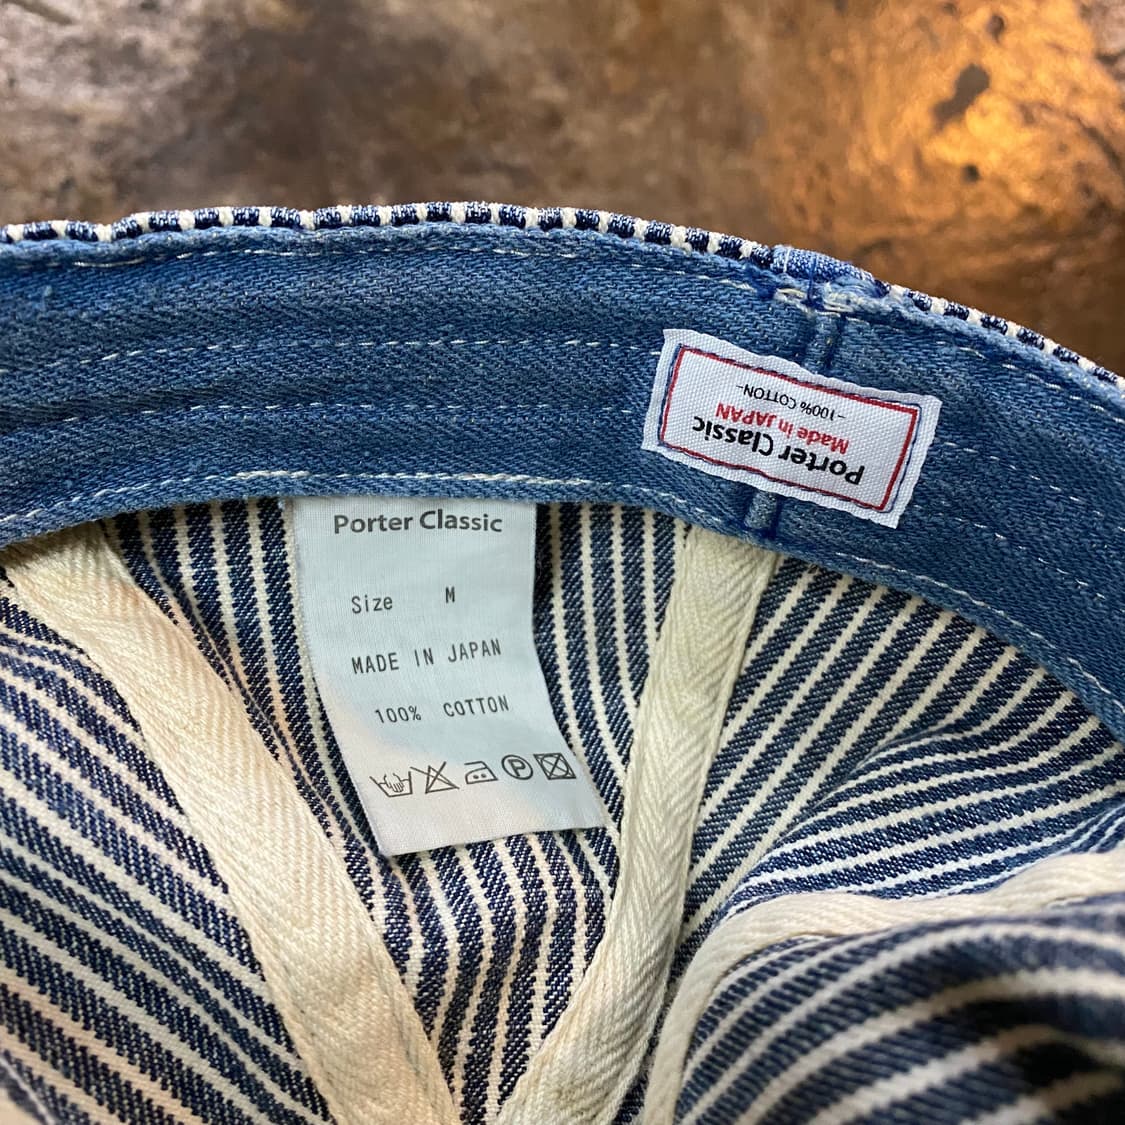 Porter Classic
Size M
MADE IN JAPAN
100% COTTON
P
Porter Classic
Made in JAPAN
-100% COTTON-